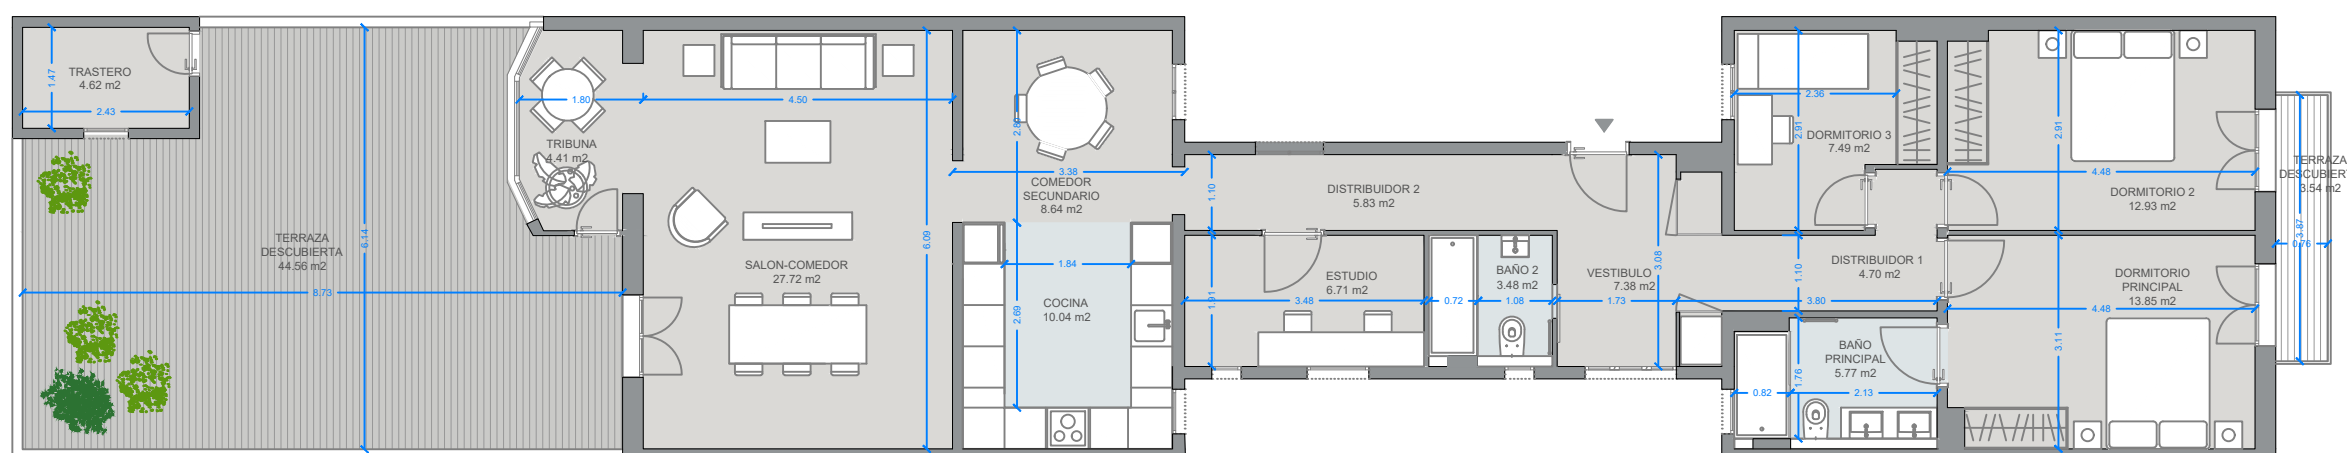 TRASTERO
4.62 m2
1.47
2.43
TERRAZA
DESCUBIERTA
44.56 m2
8.73
6.14
TRIBUNA
4.41 m2
1.80
4.50
SALON-COMEDOR
27.72 m2
6.09
2.80
3.38
COMEDOR
SECUNDARIO
8.64 m2
1.84
COCINA
10.04 m2
2.69
DISTRIBUIDOR 2
5.83 m2
1.10
ESTUDIO
6.71 m2
1.91
3.48
BAÑO 2
3.48 m2
0.72
1.08
VESTIBULO
7.38 m2
1.73
3.08
DORMITORIO 3
7.49 m2
2.36
2.91
DISTRIBUIDOR 1
4.70 m2
1.10
3.80
BAÑO
PRINCIPAL
5.77 m2
1.76
0.82
2.13
DORMITORIO 2
12.93 m2
2.91
4.48
DORMITORIO
PRINCIPAL
13.85 m2
4.48
3.11
TERRAZA
DESCUBIERT
3.54 m2
3.87
0.76